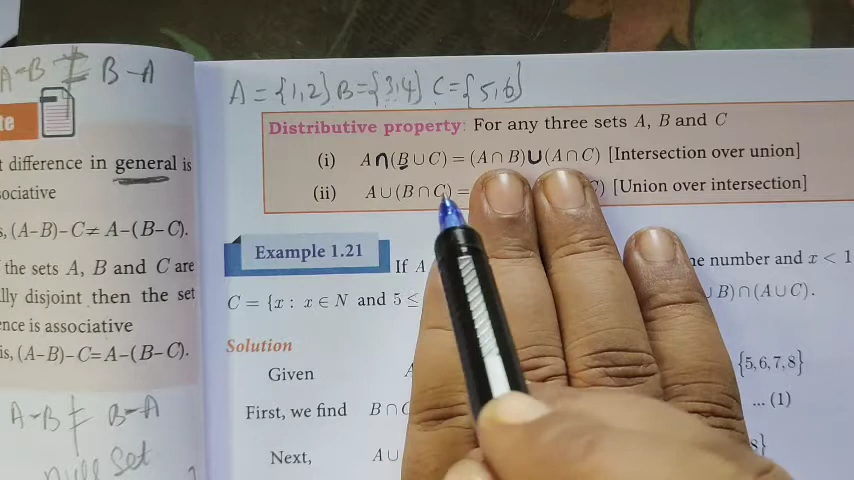 A-B ≠ B-A
te
t difference in general is
sociative
s, (A–B)–C≠ A–(B–C).
the sets A, B and C are
lly disjoint then the set
ence is associative
is, (A–B)–C=A–(B–C).
A-B ≠ B-A
null set
A = {1,2} B={3,4} C={5,6}
Distributive property: For any three sets A, B and C
(i) A∩(B∪C) = (A∩B)∪(A∩C) [Intersection over union]
(ii) A∪(B∩C) = C) [Union over intersection]
Example 1.21
If A ne number and x < 1
C = {x : x∈N and 5 ≤ ∪B)∩(A∪C).
Solution
Given A {5,6,7,8}
First, we find B∩C ... (1)
Next, A∪ 8}